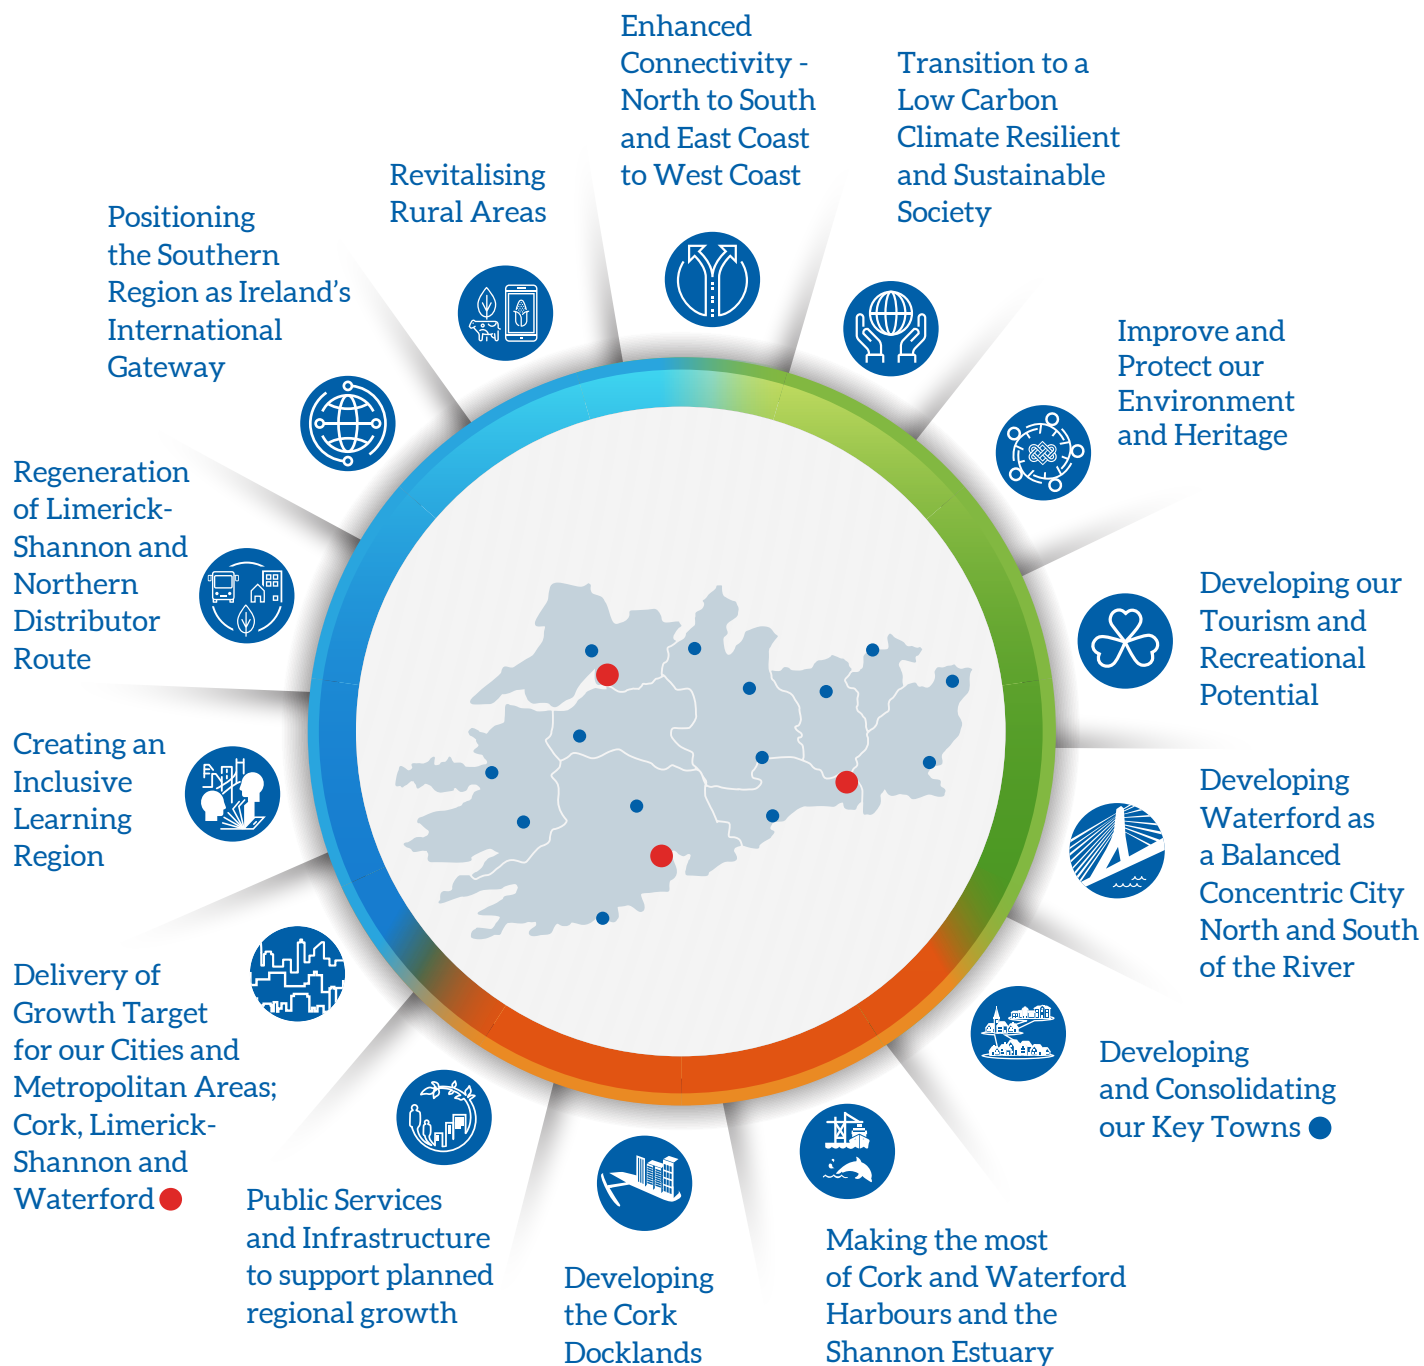 Enhanced
Connectivity -
North to South
and East Coast
to West Coast
Transition to a
Low Carbon
Climate Resilient
and Sustainable
Society
Improve and
Protect our
Environment
and Heritage
Developing our
Tourism and
Recreational
Potential
Developing
Waterford as
a Balanced
Concentric City
North and South
of the River
Developing
and Consolidating
our Key Towns
Making the most
of Cork and Waterford
Harbours and the
Shannon Estuary
Developing
the Cork
Docklands
Public Services
and Infrastructure
to support planned
regional growth
Delivery of
Growth Target
for our Cities and
Metropolitan Areas;
Cork, Limerick-
Shannon and
Waterford
Creating an
Inclusive
Learning
Region
Regeneration
of Limerick-
Shannon and
Northern
Distributor
Route
Positioning
the Southern
Region as Ireland’s
International
Gateway
Revitalising
Rural Areas